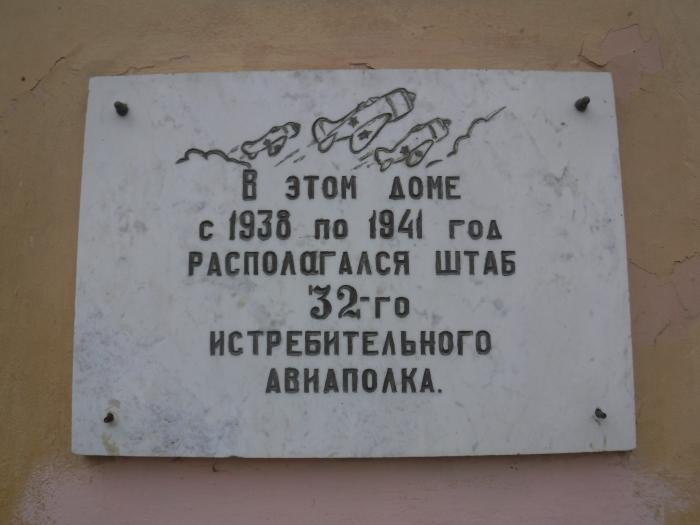 В ЭТОМ ДОМЕ
С 1938 ПО 1941 ГОД
РАСПОЛАГАЛСЯ ШТАБ
32-ГО
ИСТРЕБИТЕЛЬНОГО
АВИАПОЛКА.